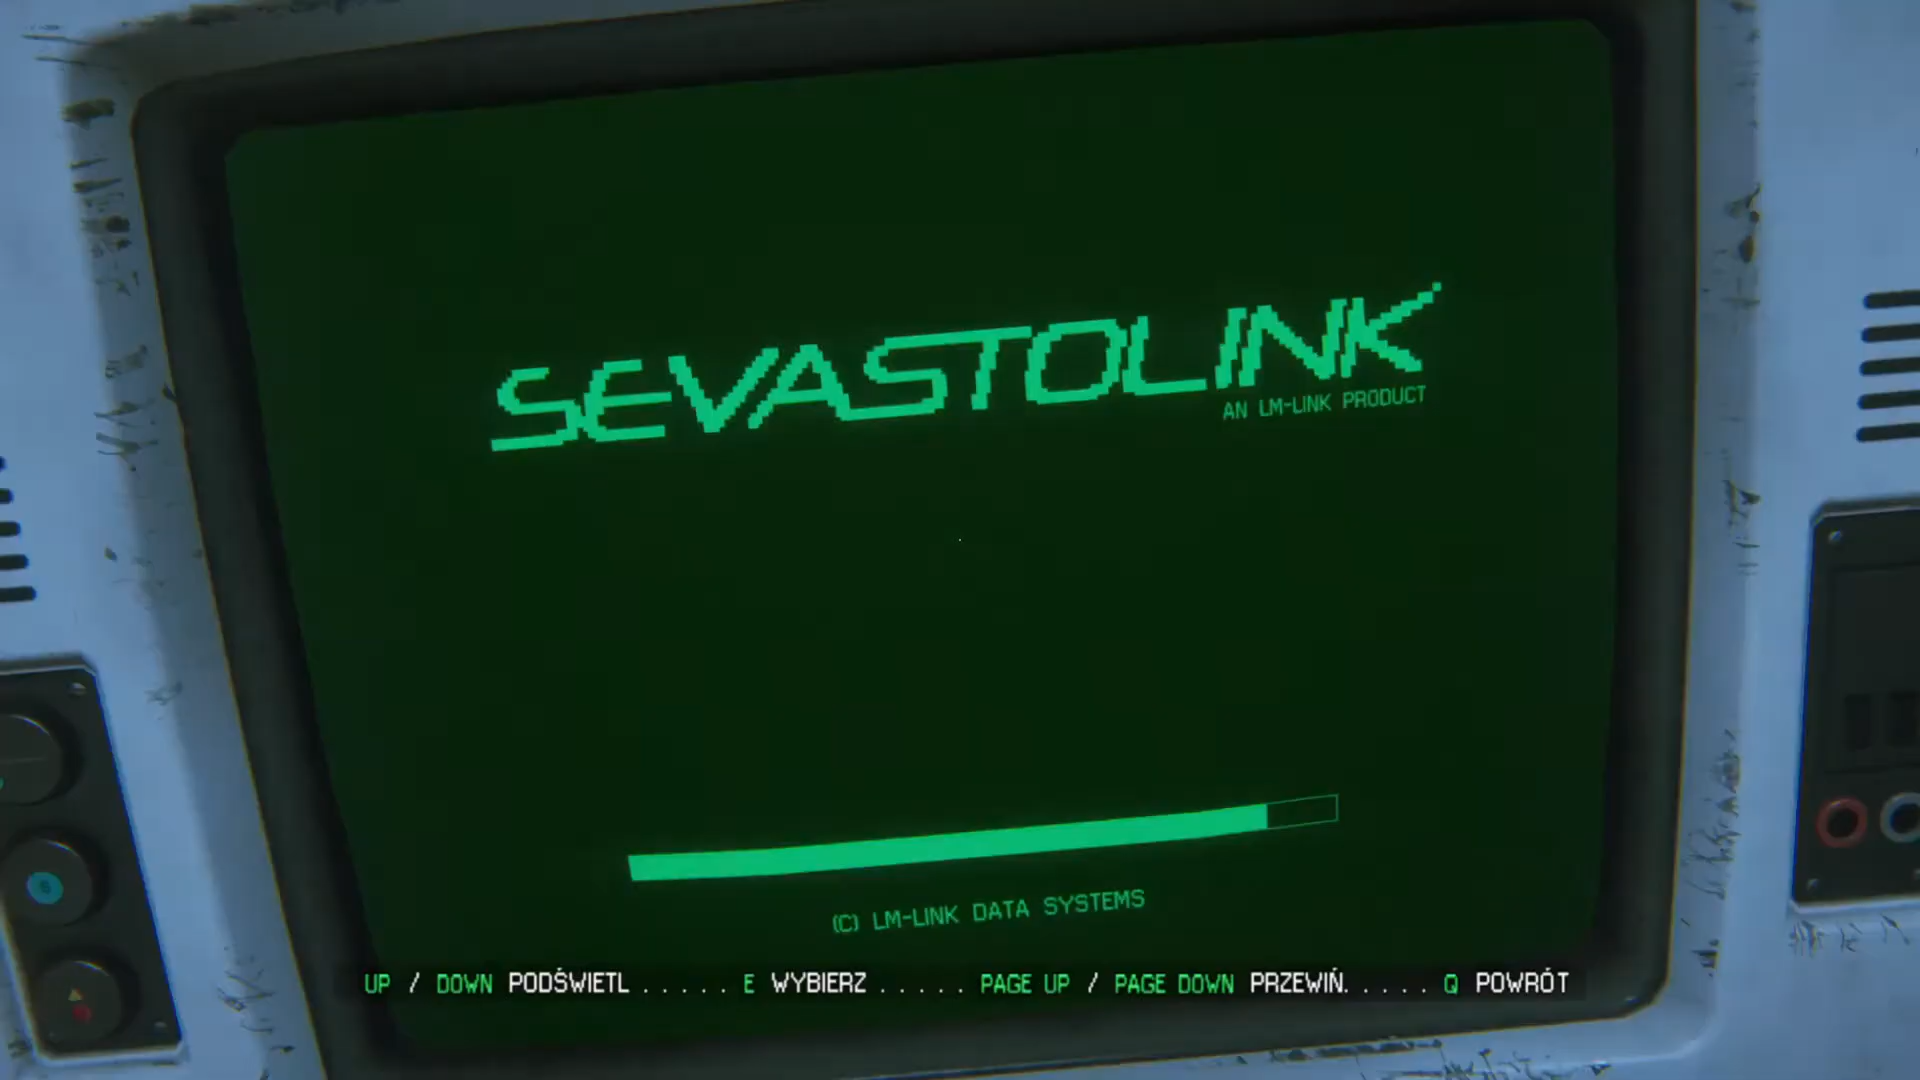 SEVASTOLINK
AN LM-LINK PRODUCT
(C) LM-LINK DATA SYSTEMS
UP / DOWN PODŚWIETL ..... E WYBIERZ ..... PAGE UP / PAGE DOWN PRZEWIŃ..... Q POWRÓT